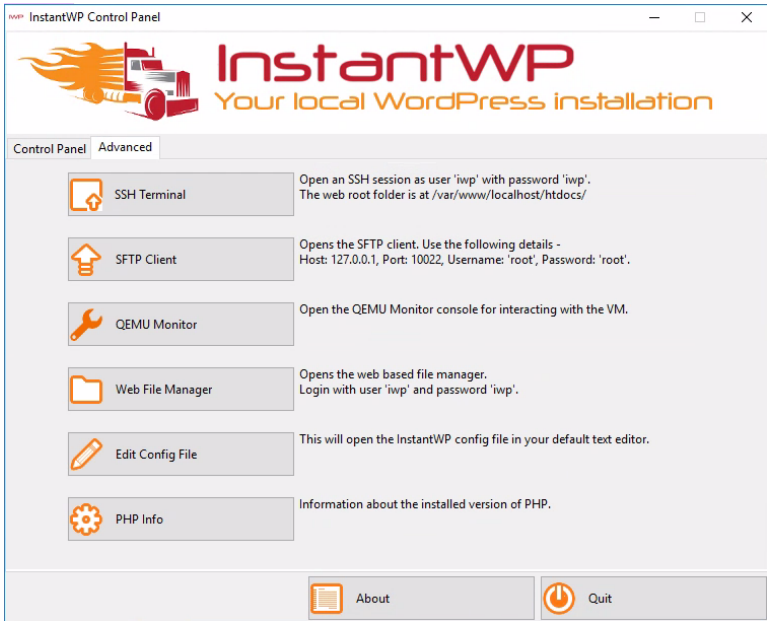 IWP InstantWP Control Panel
InstantWP
Your local WordPress installation
Control Panel Advanced
SSH Terminal
Open an SSH session as user 'iwp' with password 'iwp'.
The web root folder is at /var/www/localhost/htdocs/
SFTP Client
Opens the SFTP client. Use the following details -
Host: 127.0.0.1, Port: 10022, Username: 'root', Password: 'root'.
QEMU Monitor
Open the QEMU Monitor console for interacting with the VM.
Web File Manager
Opens the web based file manager.
Login with user 'iwp' and password 'iwp'.
Edit Config File
This will open the InstantWP config file in your default text editor.
PHP Info
Information about the installed version of PHP.
About
Quit